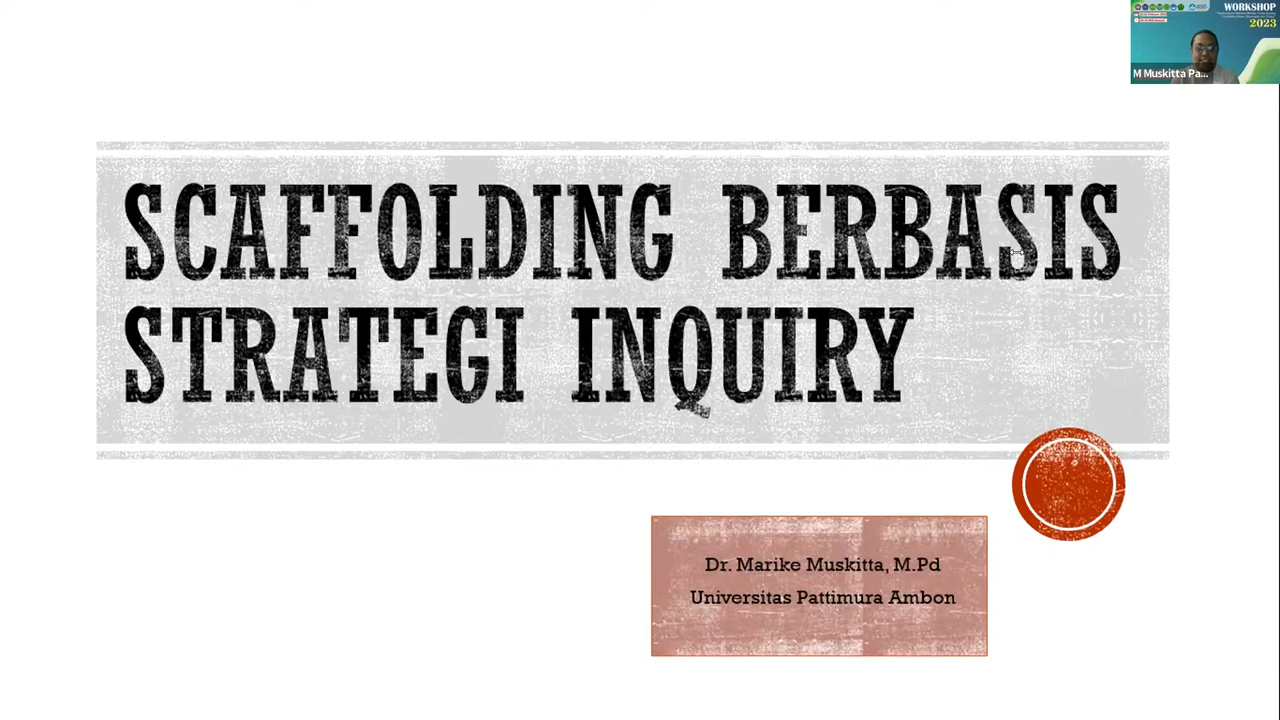 WORKSHOP
2023
M Muskitta Pa...
SCAFFOLDING BERBASIS
STRATEGI INQUIRY
Dr. Marike Muskitta, M.Pd
Universitas Pattimura Ambon